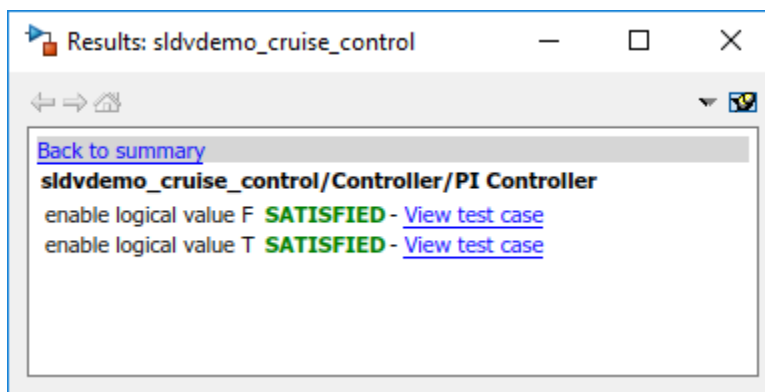 Results: sldvdemo_cruise_control
Back to summary
sldvdemo_cruise_control/Controller/PI Controller
enable logical value F SATISFIED - View test case
enable logical value T SATISFIED - View test case